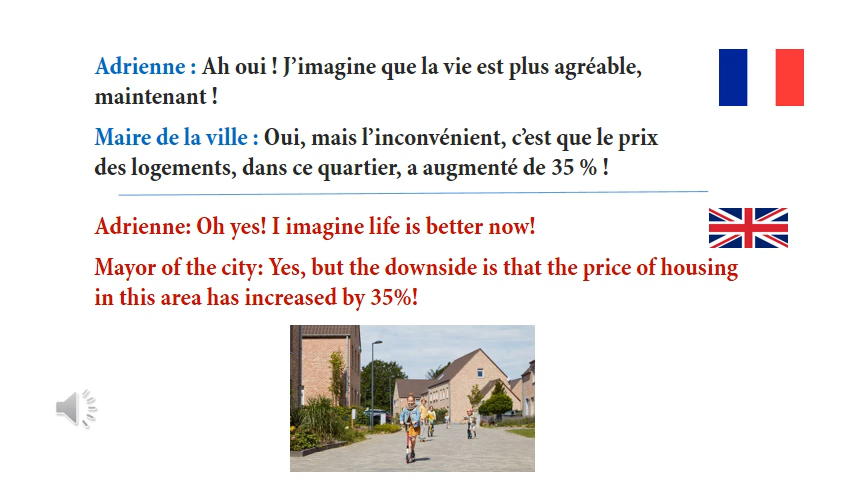 Adrienne : Ah oui ! J’imagine que la vie est plus agréable,
maintenant !
Maire de la ville : Oui, mais l’inconvénient, c’est que le prix
des logements, dans ce quartier, a augmenté de 35 % !
Adrienne: Oh yes! I imagine life is better now!
Mayor of the city: Yes, but the downside is that the price of housing
in this area has increased by 35%!